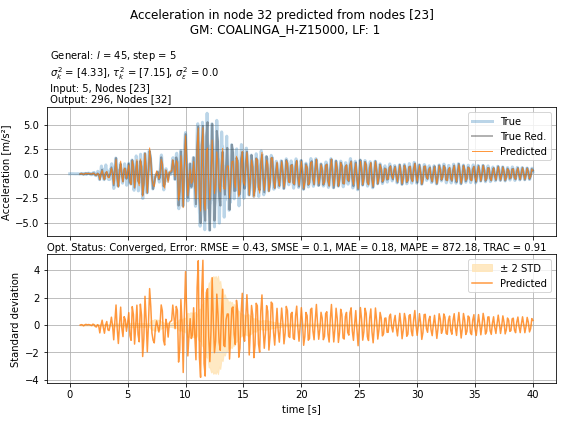 Acceleration in node 32 predicted from nodes [23]
GM: COALINGA_H-Z15000, LF: 1
General: l = 45, step = 5
σ²ₖ = [4.33], τ²ₖ = [7.15], σ²ε = 0.0
Input: 5, Nodes [23]
Output: 296, Nodes [32]
Acceleration [m/s²]
5.0
2.5
0.0
−2.5
−5.0
True
True Red.
Predicted
Opt. Status: Converged, Error: RMSE = 0.43, SMSE = 0.1, MAE = 0.18, MAPE = 872.18, TRAC = 0.91
Standard deviation
4
2
0
−2
−4
± 2 STD
Predicted
0 5 10 15 20 25 30 35 40
time [s]